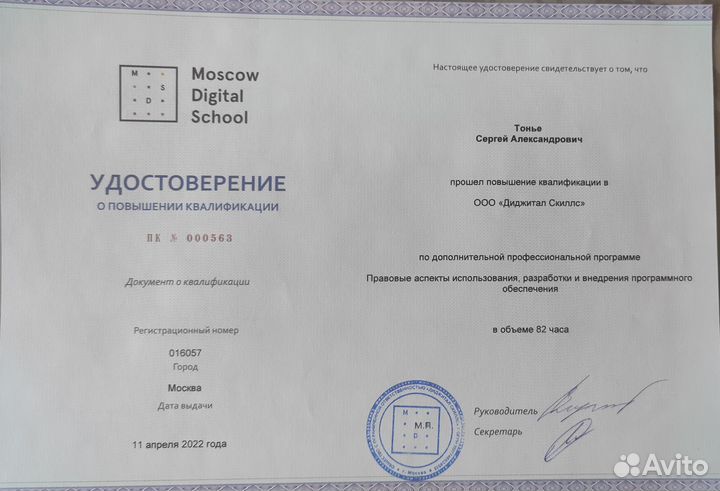 Moscow
Digital
School
M
S
D
УДОСТОВЕРЕНИЕ
О ПОВЫШЕНИИ КВАЛИФИКАЦИИ
ПК № 000563
Документ о квалификации
Регистрационный номер
016057
Город
Москва
Дата выдачи
11 апреля 2022 года
Настоящее удостоверение свидетельствует о том, что
Тонье
Сергей Александрович
прошел повышение квалификации в
ООО «Диджитал Скиллс»
по дополнительной профессиональной программе
Правовые аспекты использования, разработки и внедрения программного
обеспечения
в объеме 82 часа
М.П.
Руководитель
Секретарь
Avito